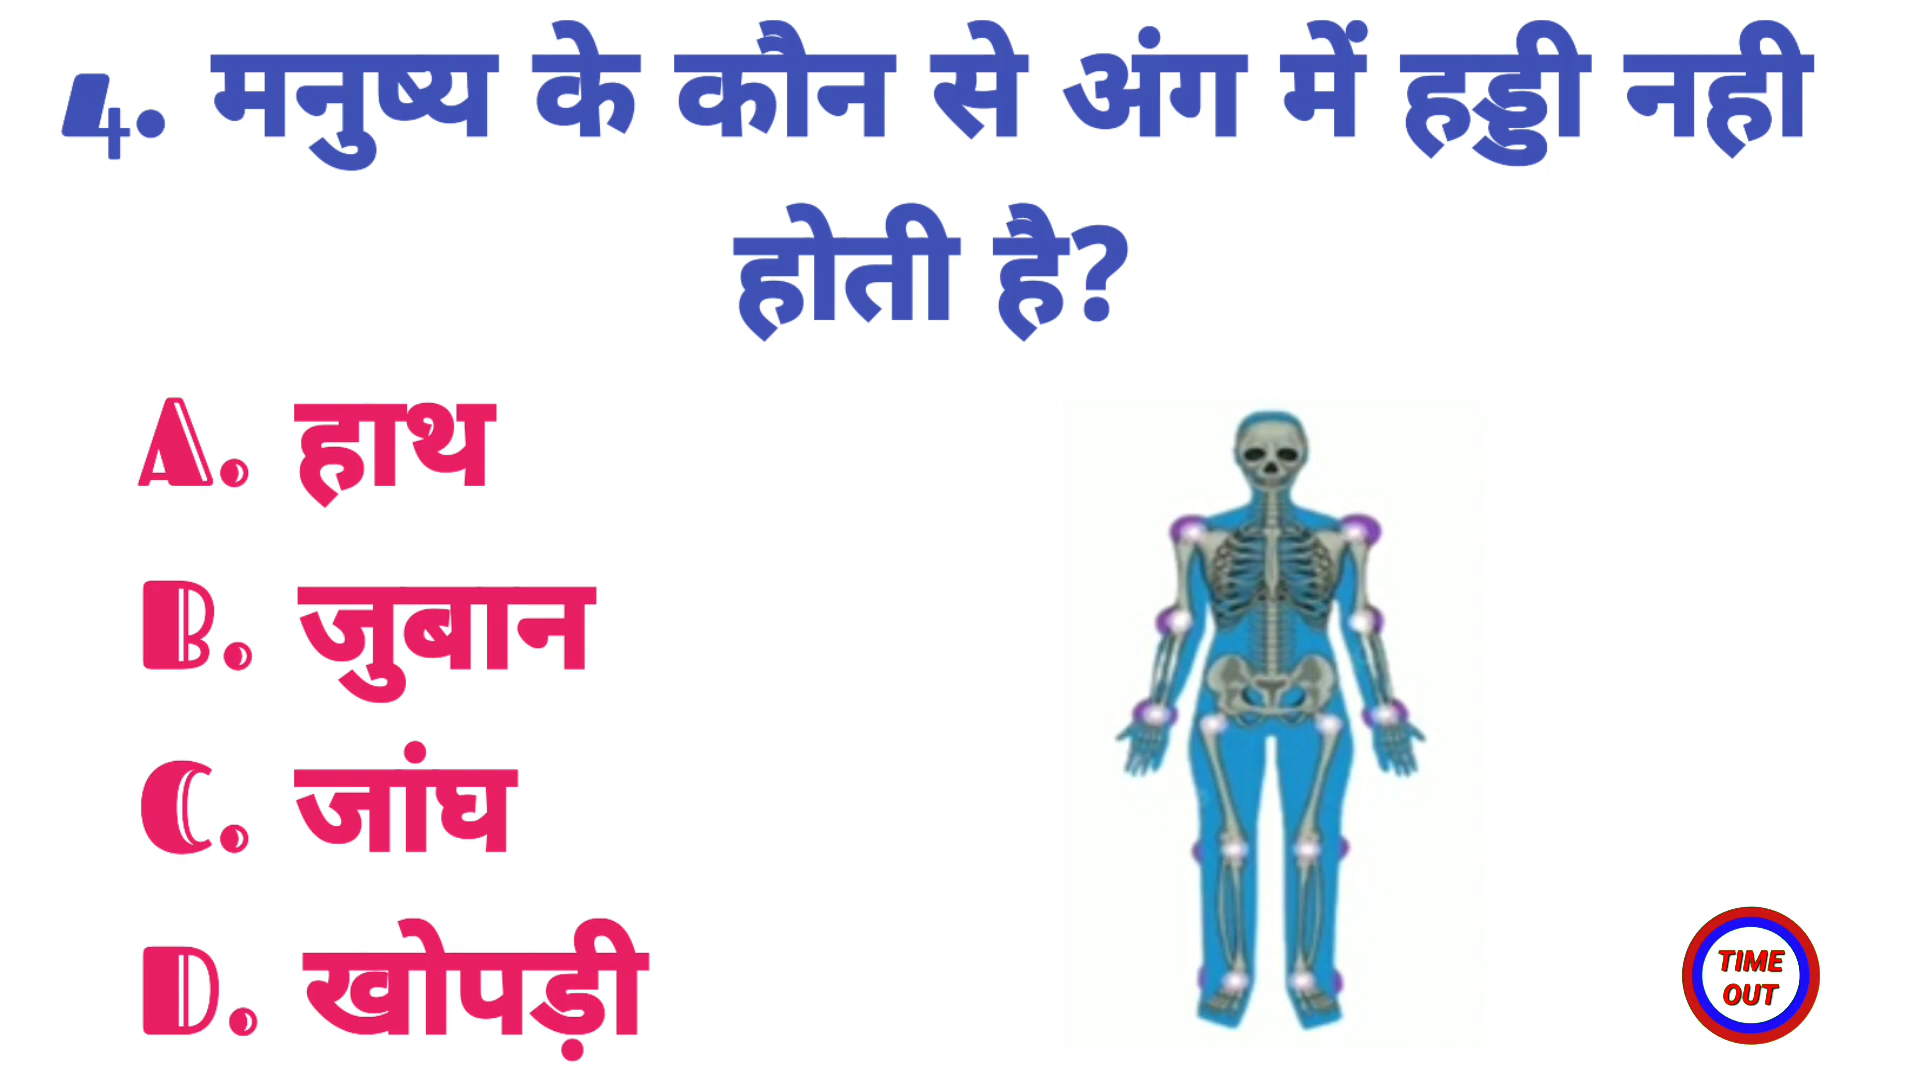 4. मनुष्य के कौन से अंग में हड्डी नही
होती है?
A. हाथ
B. जुबान
C. जांघ
D. खोपड़ी
TIME
OUT